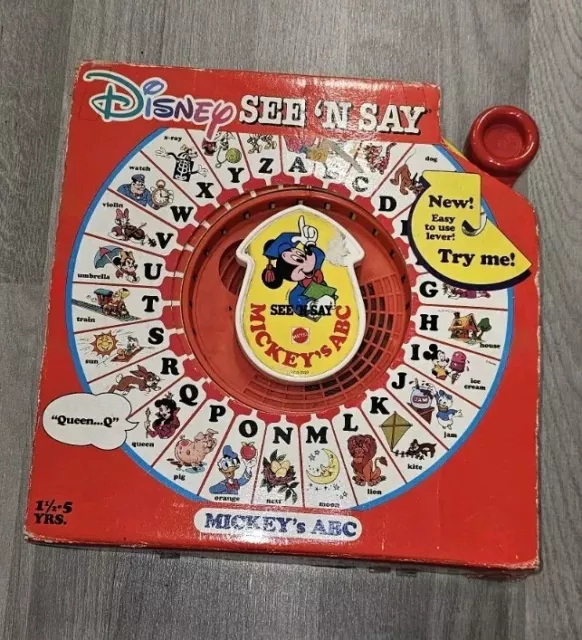 DISNEY SEE 'N SAY
New!
Easy
to use
lever!
Try me!
A
C
dog
D
G
H
house
I
ice
cream
J
jam
K
kite
L
lion
M
moon
N
nest
O
orange
P
pig
Q
queen
R
S
sun
T
train
U
umbrella
V
violin
W
watch
X
x-ray
Y
Z
SEE 'N SAY
MATTEL
MICKEY's ABC
"Queen...Q"
1½-5
YRS.
MICKEY's ABC